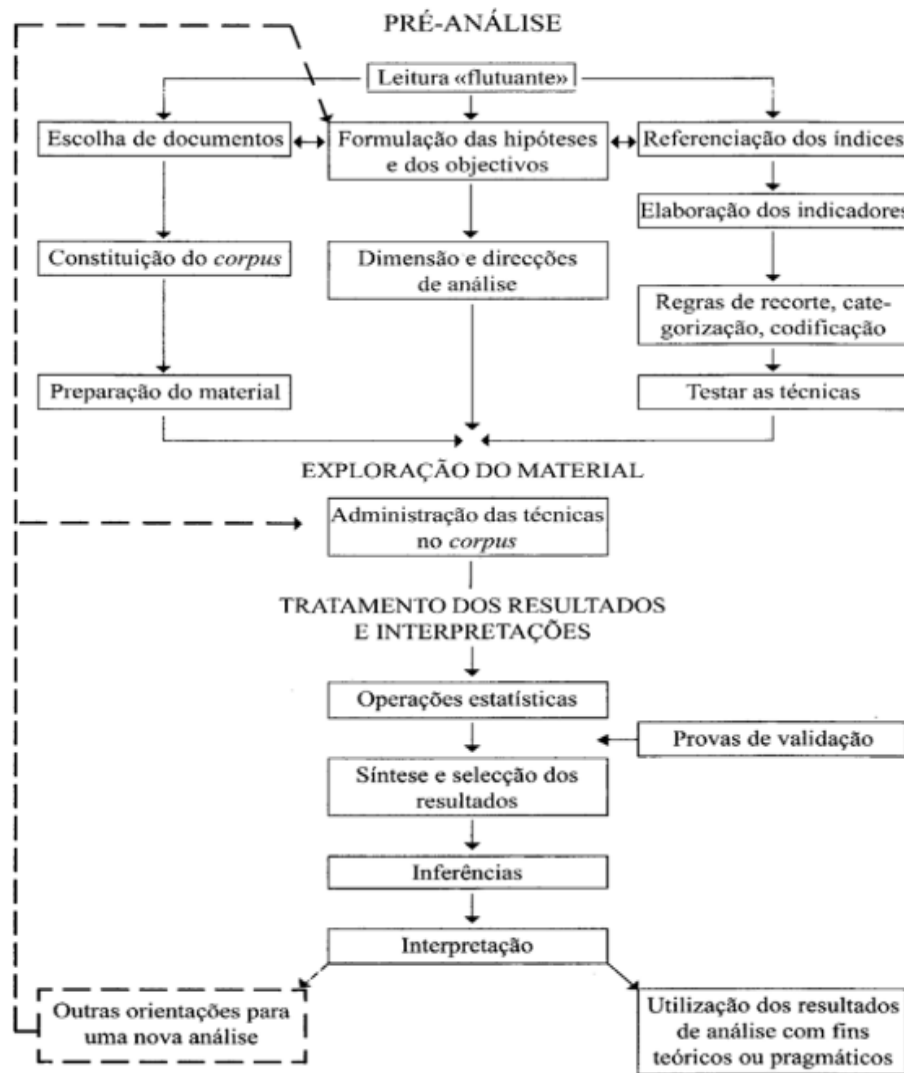 PRÉ-ANÁLISE
Leitura «flutuante»
Escolha de documentos
Formulação das hipóteses
e dos objectivos
Referenciação dos índices
Elaboração dos indicadores
Constituição do corpus
Dimensão e direcções
de análise
Regras de recorte, cate-
gorização, codificação
Preparação do material
Testar as técnicas
EXPLORAÇÃO DO MATERIAL
Administração das técnicas
no corpus
TRATAMENTO DOS RESULTADOS
E INTERPRETAÇÕES
Operações estatísticas
Provas de validação
Síntese e selecção dos
resultados
Inferências
Interpretação
Outras orientações para
uma nova análise
Utilização dos resultados
de análise com fins
teóricos ou pragmáticos